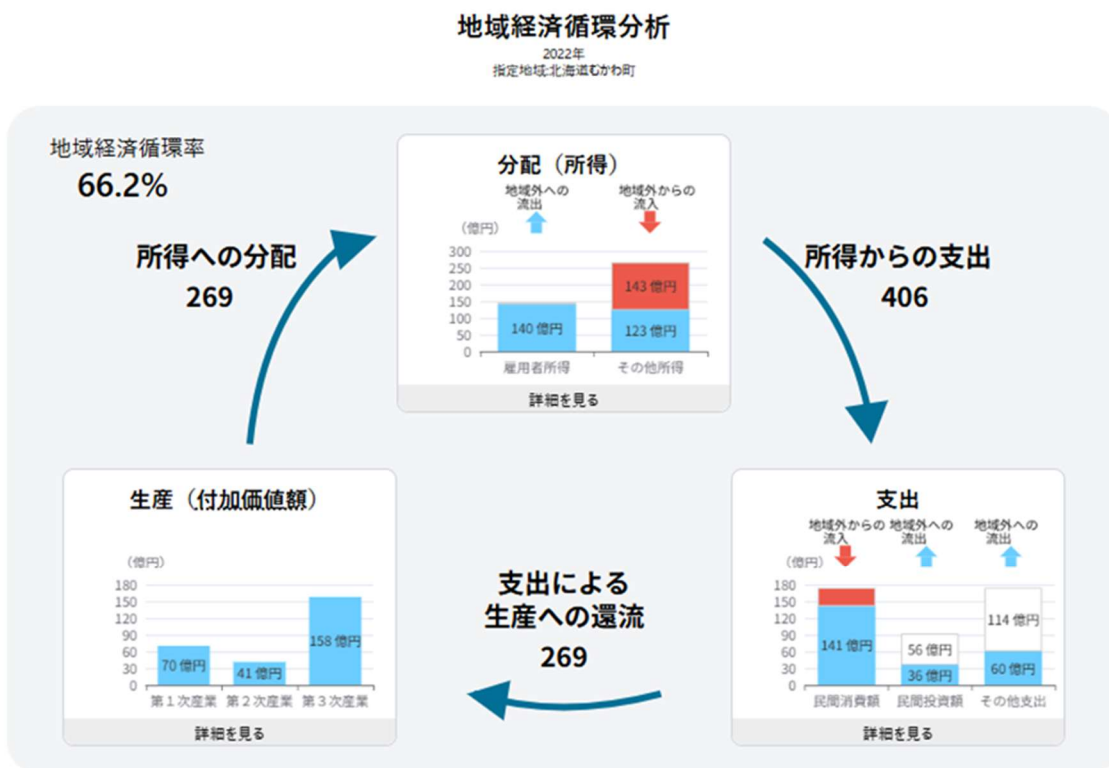 地域経済循環分析
2022年
指定地域:北海道むかわ町
地域経済循環率
66.2%
所得への分配
269
分配（所得）
地域外への
流出
地域外からの
流入
（億円）
300
250
200
150
100
50
0
143 億円
140 億円
123 億円
雇用者所得
その他所得
詳細を見る
所得からの支出
406
生産（付加価値額）
（億円）
180
150
120
90
60
30
0
70 億円
41 億円
158 億円
第１次産業
第２次産業
第３次産業
詳細を見る
支出による
生産への還流
269
支出
地域外からの
流入
地域外への
流出
地域外への
流出
（億円）
180
150
120
90
60
30
0
141 億円
56 億円
36 億円
114 億円
60 億円
民間消費額
民間投資額
その他支出
詳細を見る